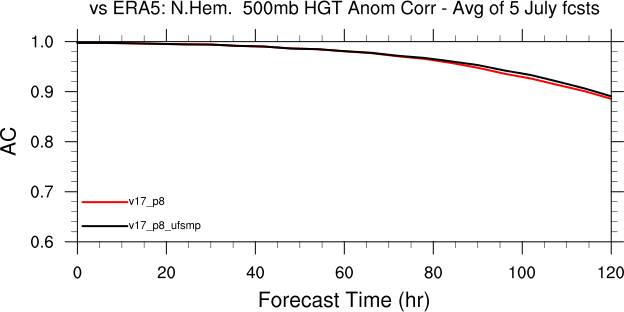 vs ERA5: N.Hem. 500mb HGT Anom Corr - Avg of 5 July fcsts
1.0
0.9
0.8
0.7
0.6
AC
v17_p8
v17_p8_ufsmp
0 20 40 60 80 100 120
Forecast Time (hr)